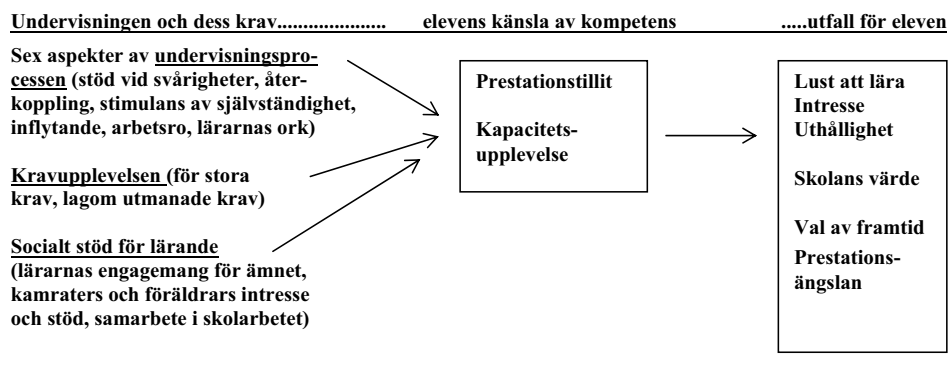 Undervisningen och dess krav..................... elevens känsla av kompetens .....utfall för eleven
Sex aspekter av undervisningspro-
cessen (stöd vid svårigheter, åter-
koppling, stimulans av självständighet,
inflytande, arbetsro, lärarnas ork)
Kravupplevelsen (för stora
krav, lagom utmanade krav)
Socialt stöd för lärande
(lärarnas engagemang för ämnet,
kamraters och föräldrars intresse
och stöd, samarbete i skolarbetet)
Prestationstillit
Kapacitets-
upplevelse
Lust att lära
Intresse
Uthållighet
Skolans värde
Val av framtid
Prestations-
ängslan